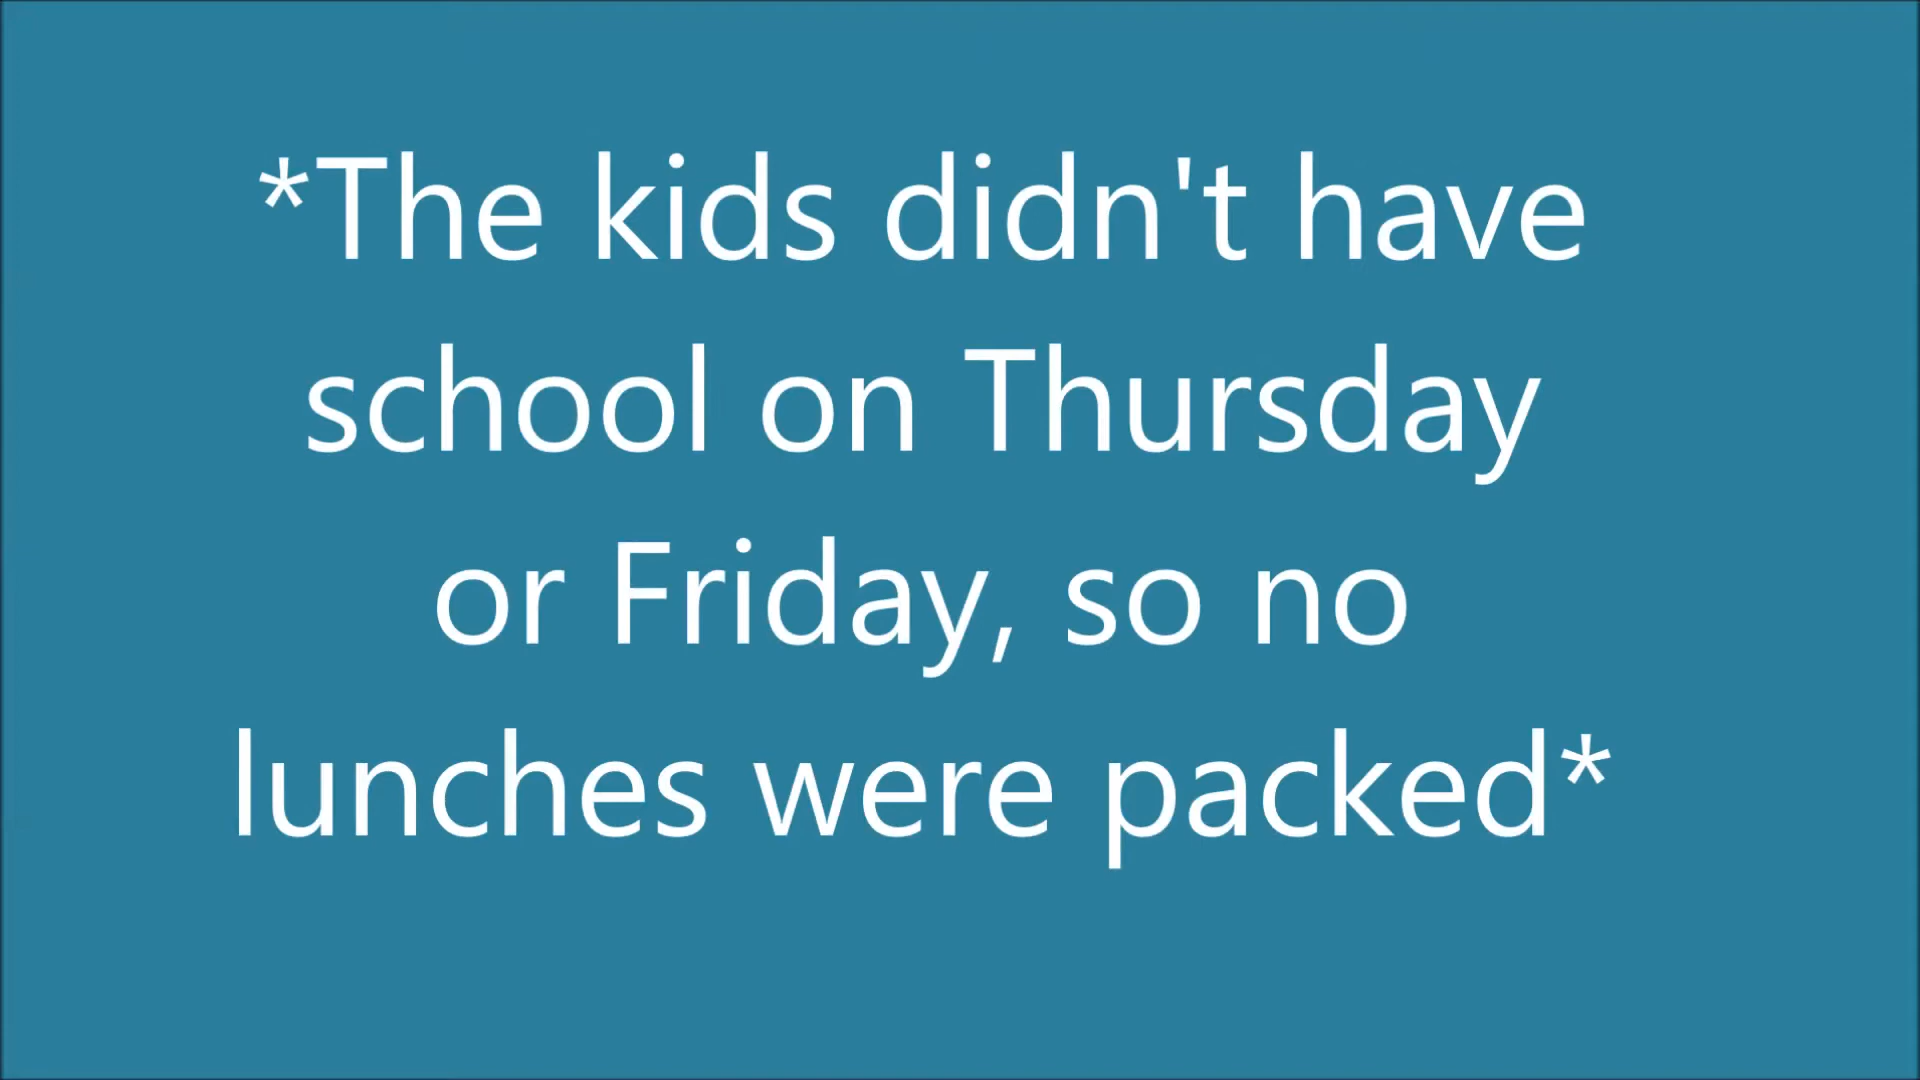 *The kids didn't have
school on Thursday
or Friday, so no
lunches were packed*